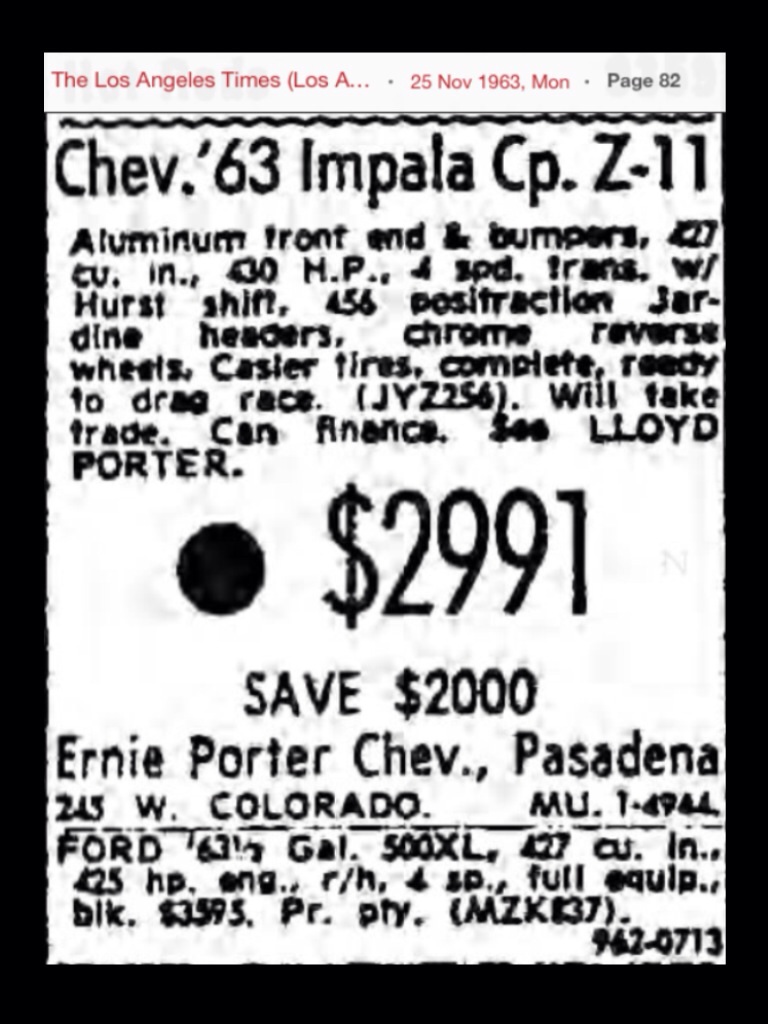 The Los Angeles Times (Los A... · 25 Nov 1963, Mon · Page 82
Chev.'63 Impala Cp. Z-11
Aluminum front end & bumpers, 427
cu. in., 430 H.P., 4 spd. trans. w/
Hurst shift, 456 positraction Jar-
dine headers, chrome reverse
wheels, Casler tires, complete, ready
to drag race. (JYZ256). Will take
trade. Can finance. See LLOYD
PORTER.
$2991
SAVE $2000
Ernie Porter Chev., Pasadena
245 W. COLORADO. MU. 1-4944
FORD '63½ Gal. 500XL, 427 cu. in.,
425 hp. eng., r/h, 4 sp., full equip.,
blk. $3595. Pr. pty. (MZK837).
962-0713